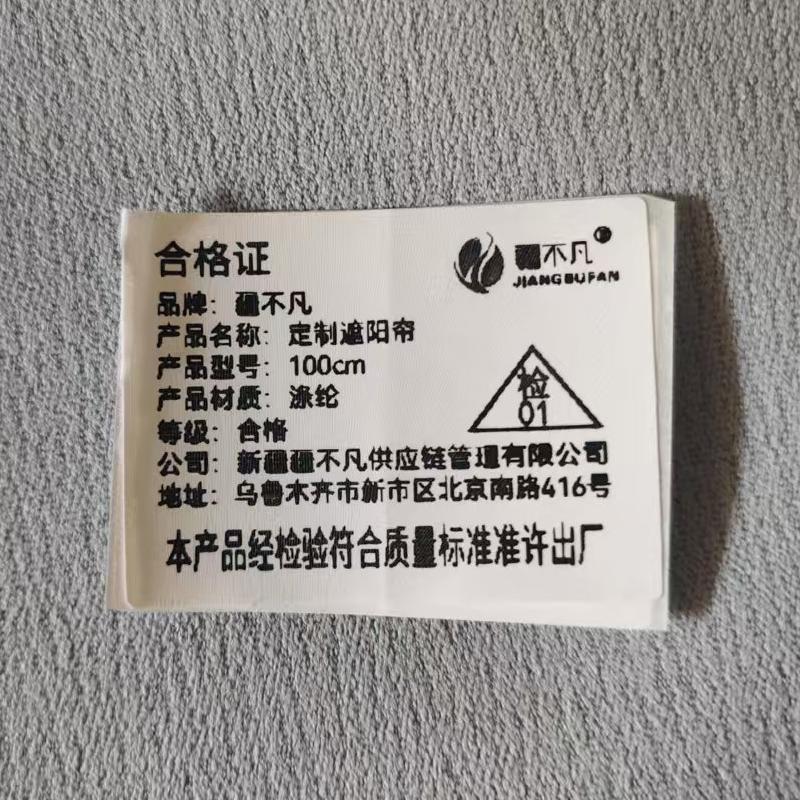 合格证
疆不凡
JIANGBUFAN
品牌：疆不凡
产品名称：定制遮阳帘
产品型号：100cm
产品材质：涤纶
等级：合格
检
01
公司：新疆疆不凡供应链管理有限公司
地址：乌鲁木齐市新市区北京南路416号
本产品经检验符合质量标准准许出厂